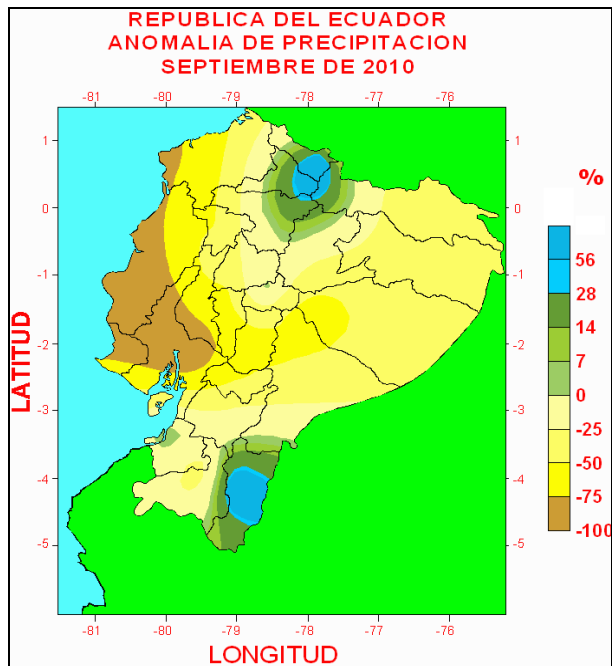 REPUBLICA DEL ECUADOR
ANOMALIA DE PRECIPITACION
SEPTIEMBRE DE 2010
-81 -80 -79 -78 -77 -76
1 1
0 0
-1 -1
-2 -2
-3 -3
-4 -4
-5 -5
LATITUD
%
56
28
14
7
0
-25
-50
-75
-100
-81 -80 -79 -78 -77 -76
LONGITUD